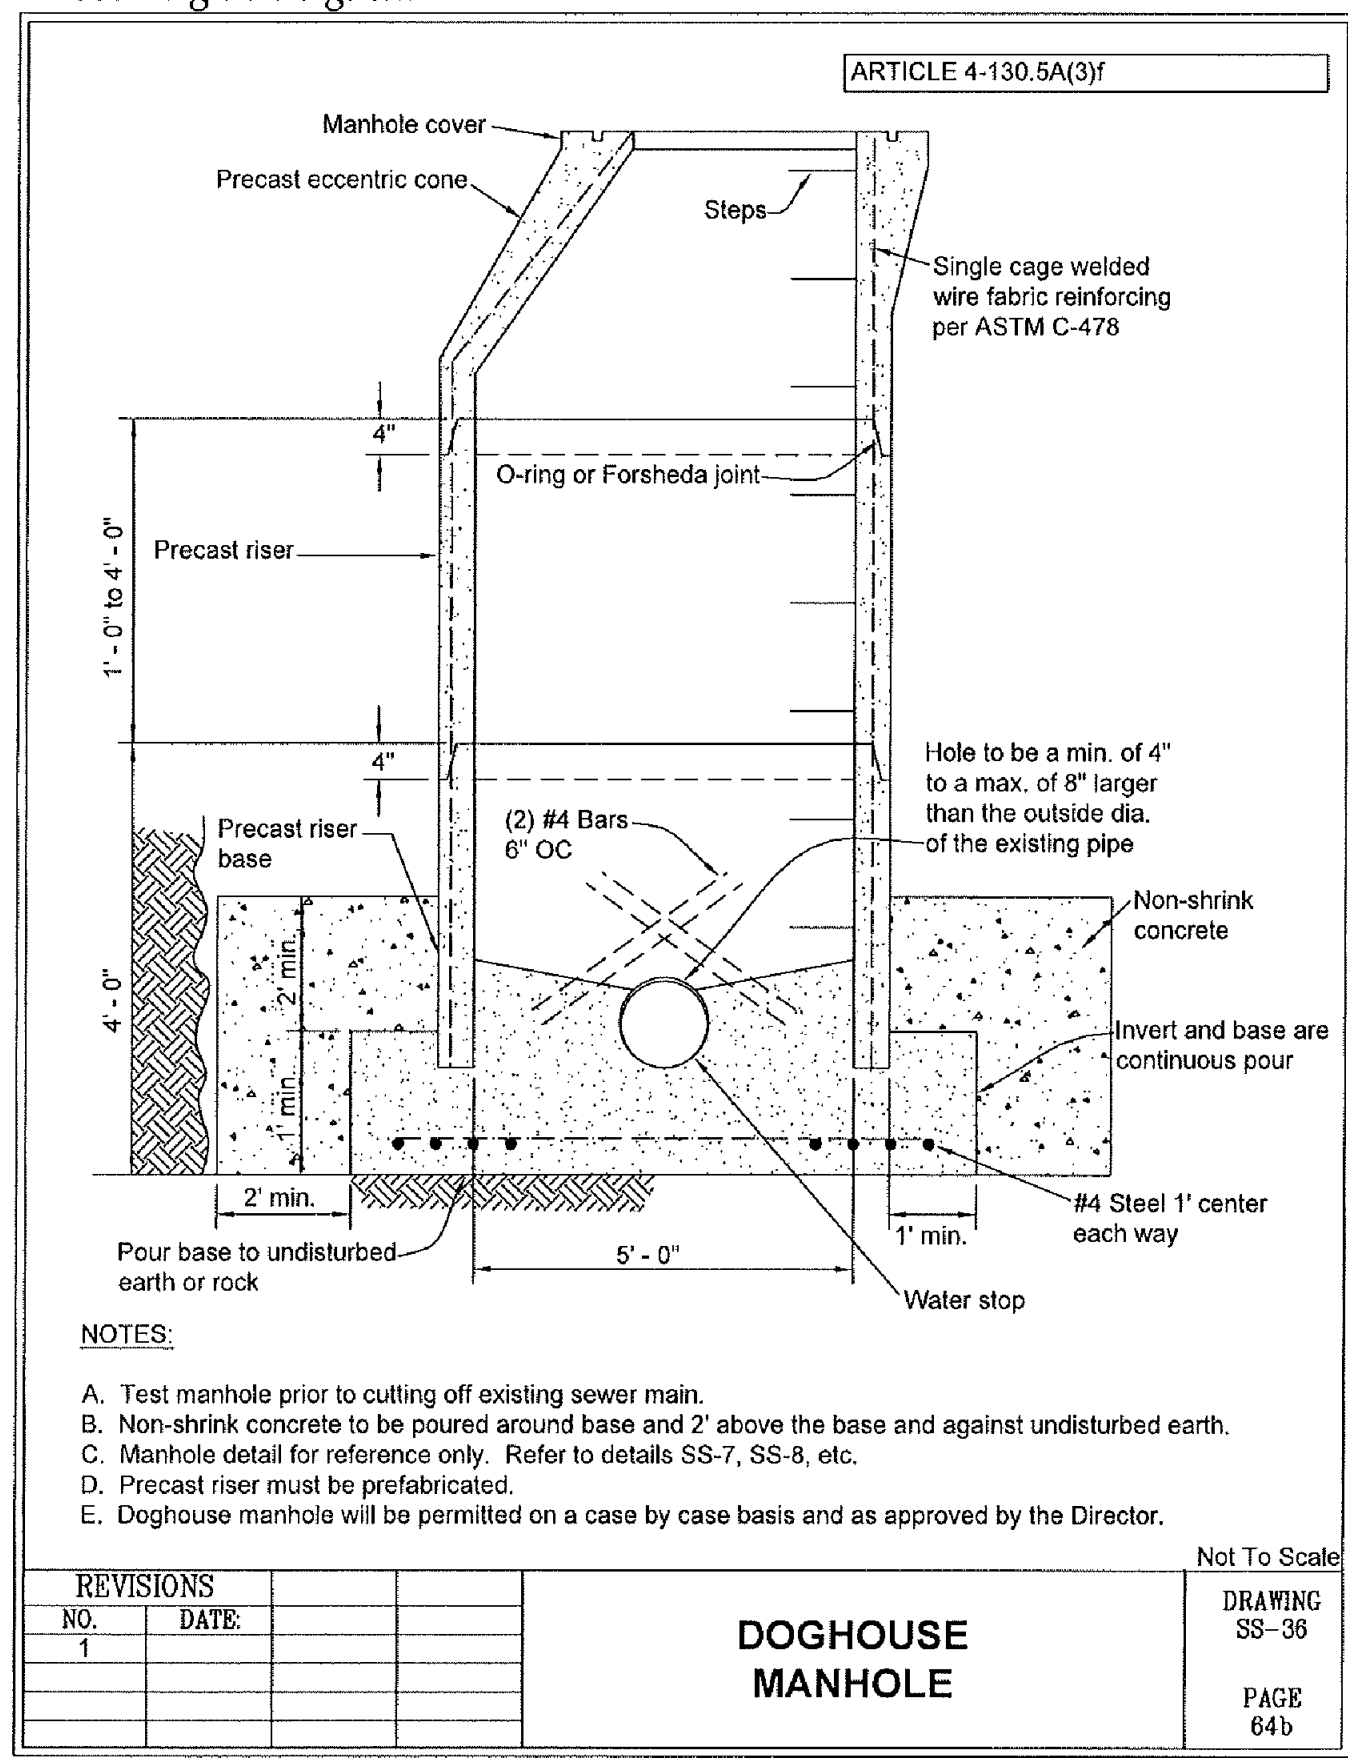 ARTICLE 4-130.5A(3)f
Manhole cover
Precast eccentric cone
Steps
Single cage welded
wire fabric reinforcing
per ASTM C-478
4"
O-ring or Forsheda joint
1' - 0" to 4' - 0"
Precast riser
4"
Hole to be a min. of 4"
to a max. of 8" larger
than the outside dia.
of the existing pipe
Precast riser
base
(2) #4 Bars
6" OC
Non-shrink
concrete
2' min.
4' - 0"
Invert and base are
continuous pour
1' min.
2' min.
#4 Steel 1' center
each way
1' min.
Pour base to undisturbed
earth or rock
5' - 0"
Water stop
NOTES:
A. Test manhole prior to cutting off existing sewer main.
B. Non-shrink concrete to be poured around base and 2' above the base and against undisturbed earth.
C. Manhole detail for reference only. Refer to details SS-7, SS-8, etc.
D. Precast riser must be prefabricated.
E. Doghouse manhole will be permitted on a case by case basis and as approved by the Director.
Not To Scale
REVISIONS
NO. DATE:
1
DOGHOUSE
MANHOLE
DRAWING
SS-36
PAGE
64b